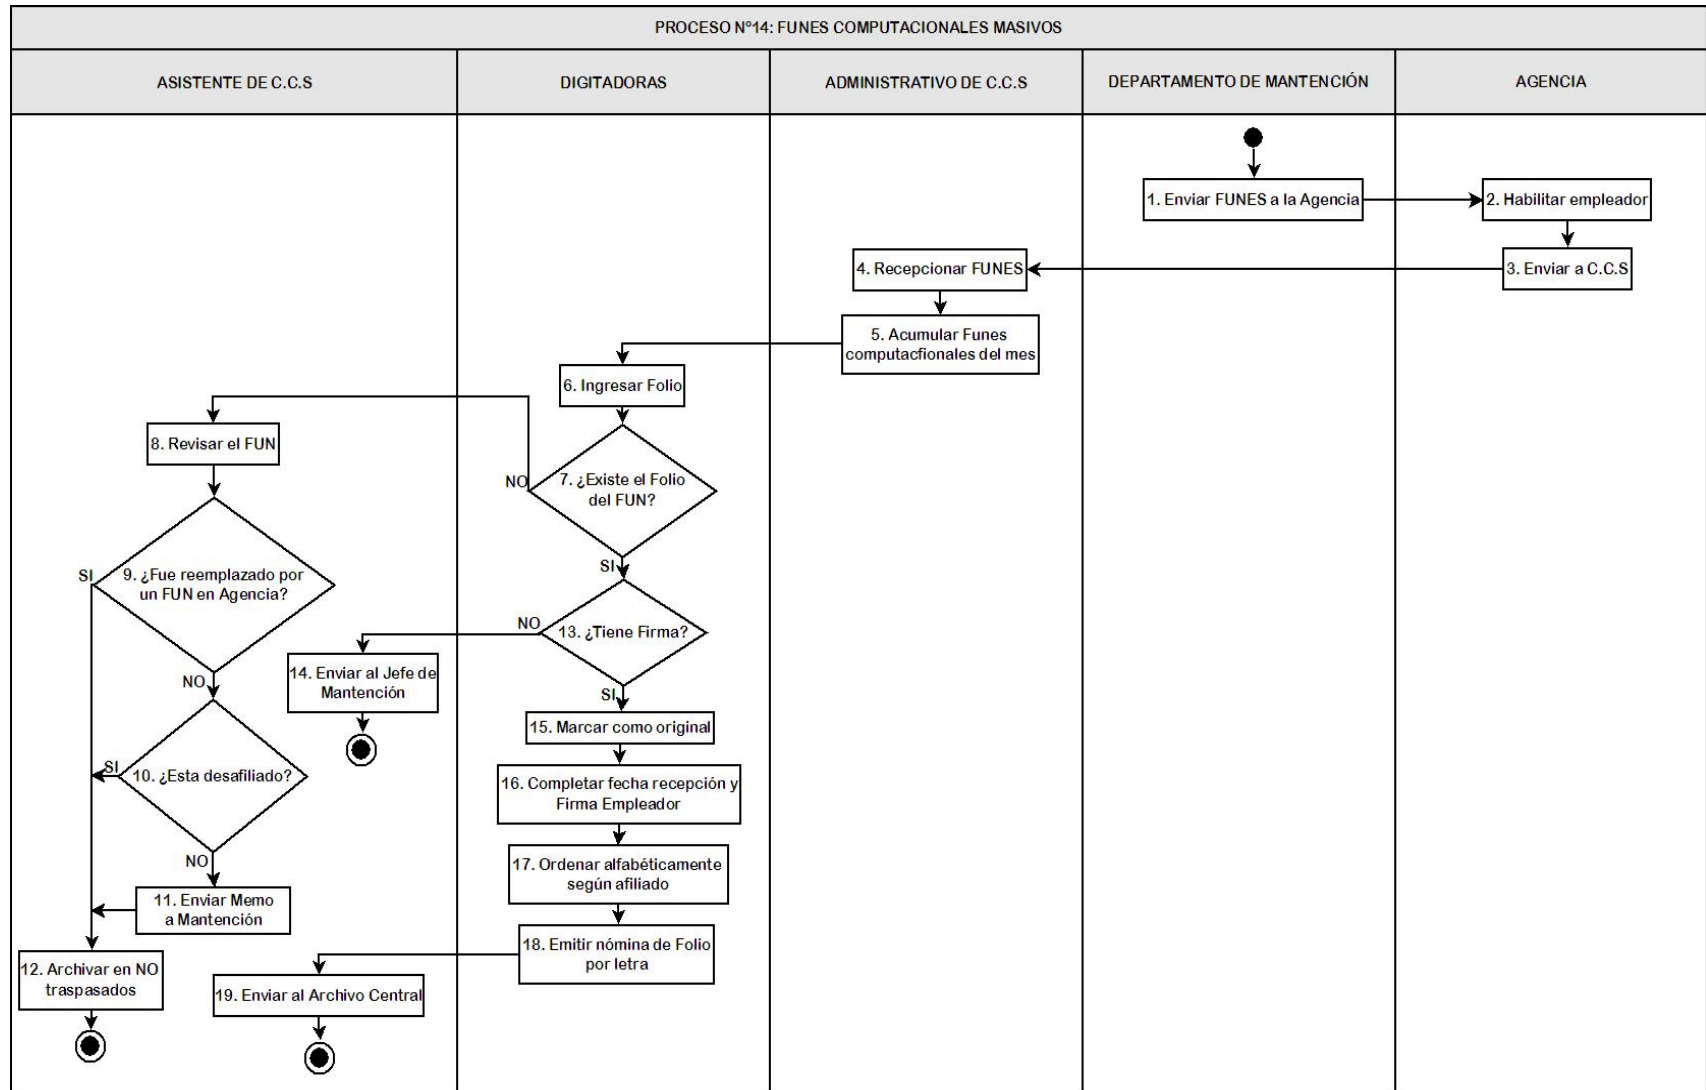 PROCESO Nº14: FUNES COMPUTACIONALES MASIVOS
ASISTENTE DE C.C.S
DIGITADORAS
ADMINISTRATIVO DE C.C.S
DEPARTAMENTO DE MANTENCIÓN
AGENCIA
1. Enviar FUNES a la Agencia
2. Habilitar empleador
3. Enviar a C.C.S
4. Recepcionar FUNES
5. Acumular Funes
computacfionales del mes
6. Ingresar Folio
7. ¿Existe el Folio
del FUN?
NO
SI
8. Revisar el FUN
9. ¿Fue reemplazado por
un FUN en Agencia?
SI
NO
10. ¿Esta desafiliado?
SI
NO
11. Enviar Memo
a Mantención
12. Archivar en NO
traspasados
13. ¿Tiene Firma?
NO
SI
14. Enviar al Jefe de
Mantención
15. Marcar como original
16. Completar fecha recepción y
Firma Empleador
17. Ordenar alfabéticamente
según afiliado
18. Emitir nómina de Folio
por letra
19. Enviar al Archivo Central